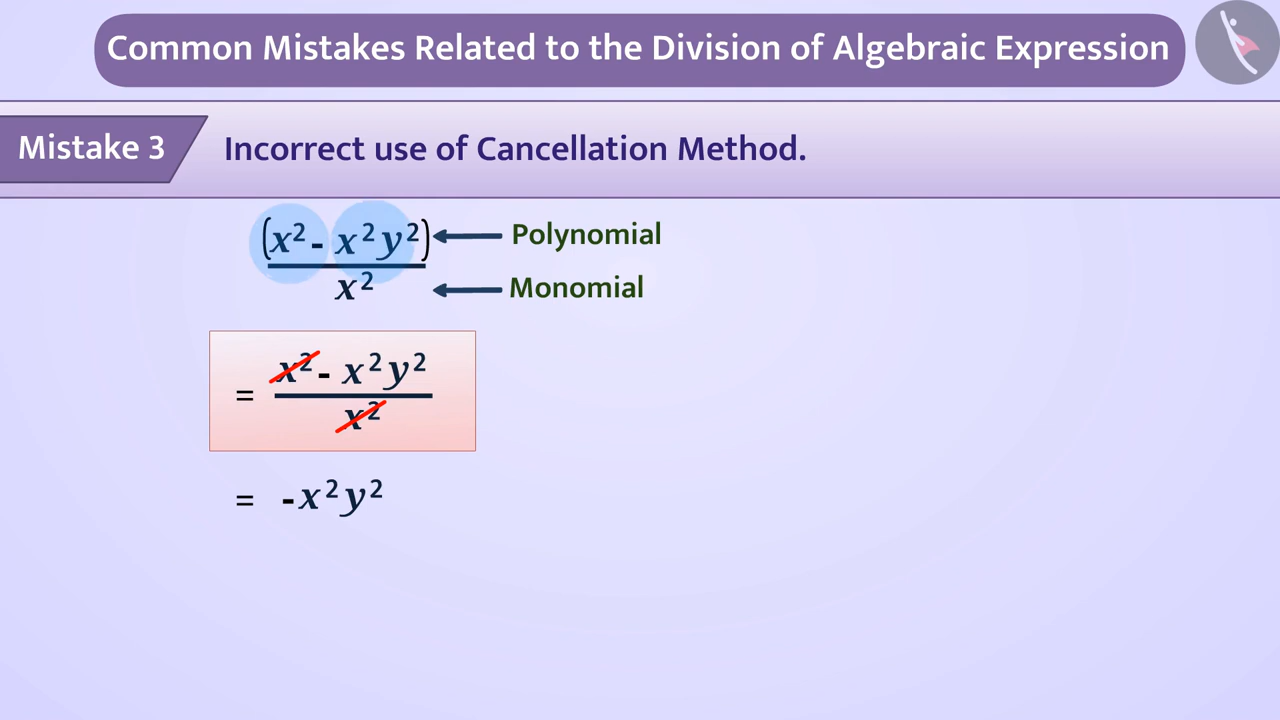 Common Mistakes Related to the Division of Algebraic Expression
Mistake 3
Incorrect use of Cancellation Method.
(x² - x²y²) Polynomial
x² Monomial
= x² - x²y²
x²
= -x²y²